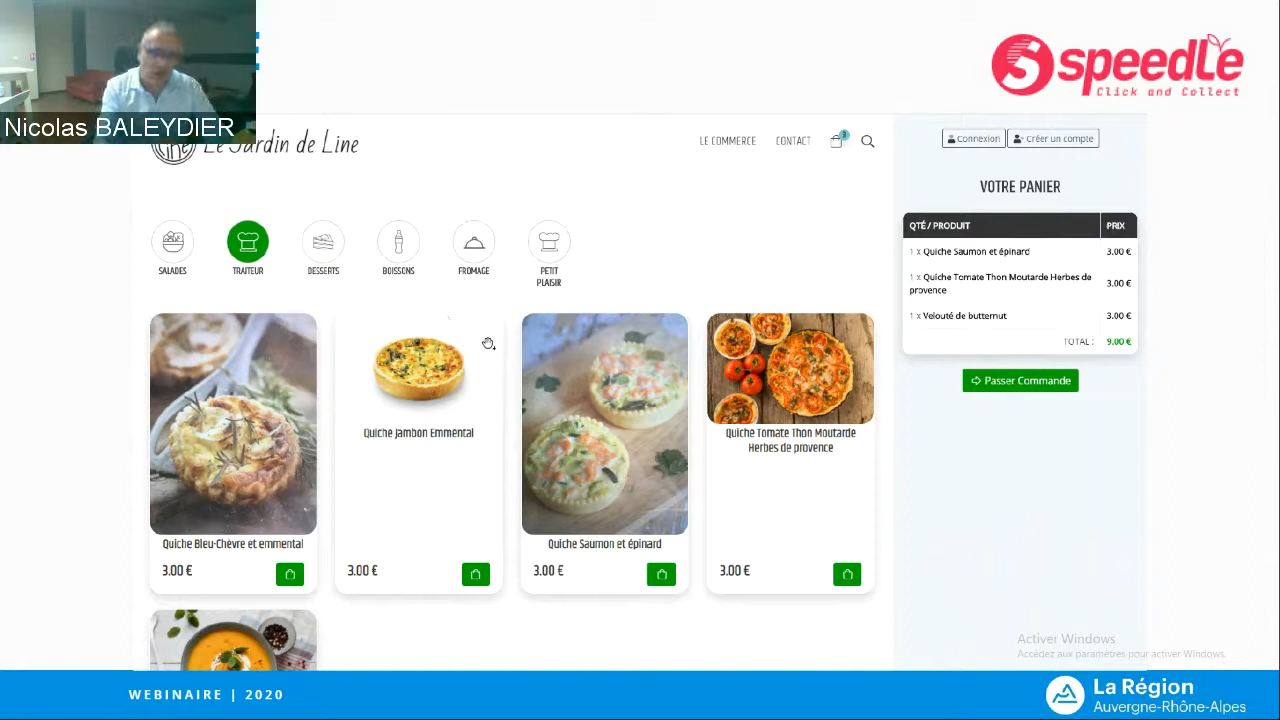 Nicolas BALEYDIER
speedle
Click and Collect
Le Jardin de Line
LE COMMERCE
CONTACT
3
Connexion
Créer un compte
SALADES
TRAITEUR
DESSERTS
BOISSONS
FROMAGE
PETIT
PLAISIR
VOTRE PANIER
QTÉ / PRODUIT PRIX
1 x Quiche Saumon et épinard 3.00 €
1 x Quiche Tomate Thon Moutarde Herbes de
provence 3.00 €
1 x Velouté de butternut 3.00 €
TOTAL : 9.00 €
Passer Commande
Quiche Bleu-Chèvre et emmental
3.00 €
Quiche Jambon Emmental
3.00 €
Quiche Saumon et épinard
3.00 €
Quiche Tomate Thon Moutarde
Herbes de provence
3.00 €
Activer Windows
Accédez aux paramètres pour activer Windows.
WEBINAIRE | 2020
La Région
Auvergne-Rhône-Alpes